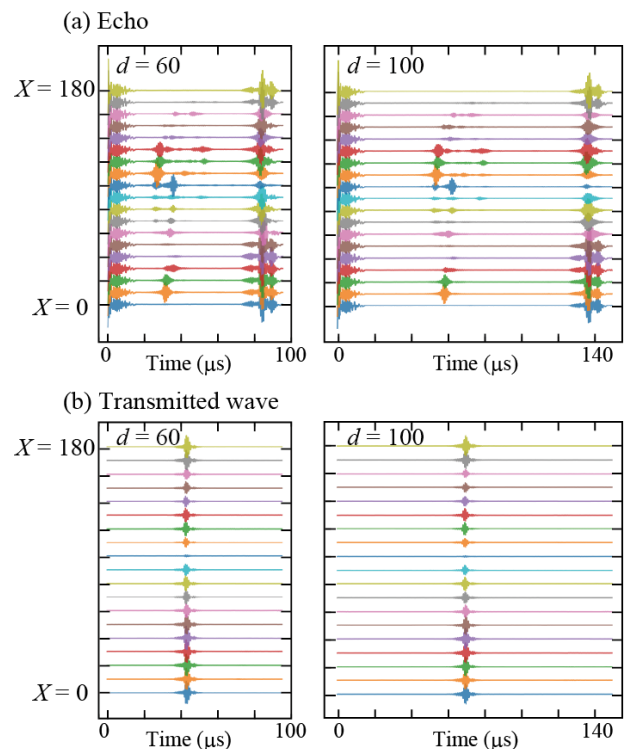 (a) Echo
d = 60
d = 100
X = 180
X = 0
0
100
0
140
Time (μs)
Time (μs)
(b) Transmitted wave
d = 60
d = 100
X = 180
X = 0
0
100
0
140
Time (μs)
Time (μs)